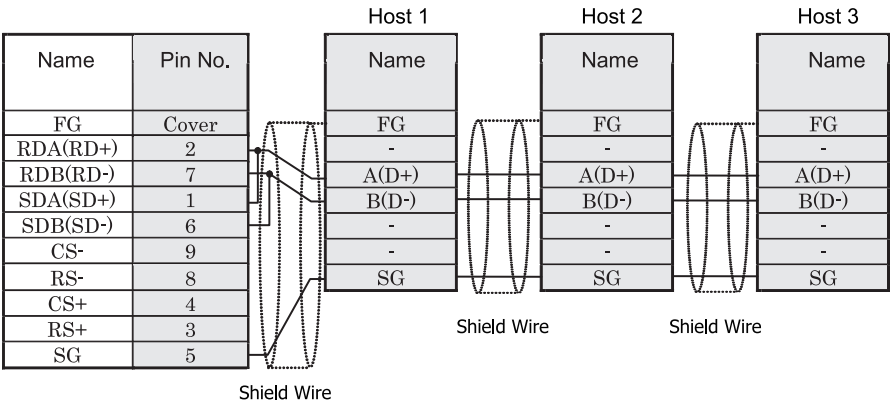 Host 1 Host 2 Host 3
Name Pin No. Name Name Name
FG Cover FG FG FG
RDA(RD+) 2 - - -
RDB(RD-) 7 A(D+) A(D+) A(D+)
SDA(SD+) 1 B(D-) B(D-) B(D-)
SDB(SD-) 6 - - -
CS- 9 - - -
RS- 8 SG SG SG
CS+ 4
RS+ 3
SG 5
Shield Wire Shield Wire
Shield Wire